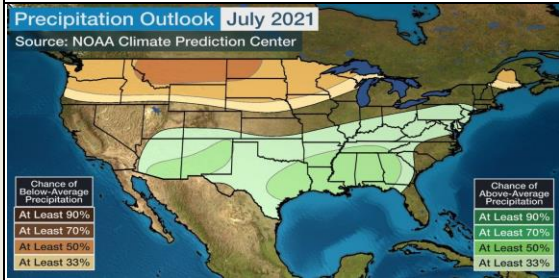 Precipitation Outlook July 2021
Source: NOAA Climate Prediction Center
Chance of
Below-Average
Precipitation
At Least 90%
At Least 70%
At Least 50%
At Least 33%
Chance of
Above-Average
Precipitation
At Least 90%
At Least 70%
At Least 50%
At Least 33%